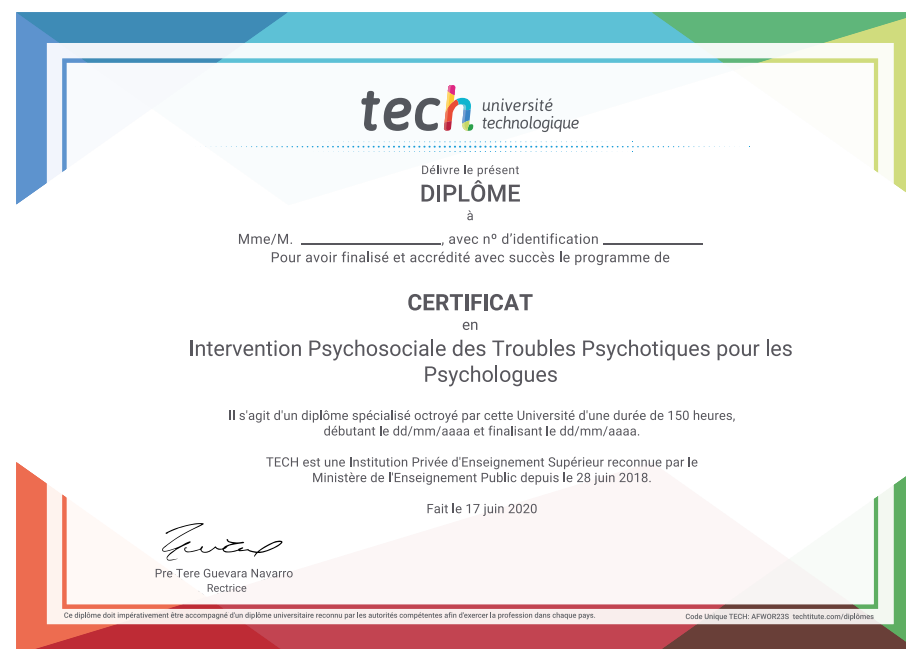 tech université
technologique
Délivre le présent
DIPLÔME
à
Mme/M. ____________________, avec nº d'identification ______________
Pour avoir finalisé et accrédité avec succès le programme de
CERTIFICAT
en
Intervention Psychosociale des Troubles Psychotiques pour les
Psychologues
Il s'agit d'un diplôme spécialisé octroyé par cette Université d'une durée de 150 heures,
débutant le dd/mm/aaaa et finalisant le dd/mm/aaaa.
TECH est une Institution Privée d'Enseignement Supérieur reconnue par le
Ministère de l'Enseignement Public depuis le 28 juin 2018.
Fait le 17 juin 2020
Pre Tere Guevara Navarro
Rectrice
Ce diplôme doit impérativement être accompagné d'un diplôme universitaire reconnu par les autorités compétentes afin d'exercer la profession dans chaque pays.
Code Unique TECH: AFWOR23S techtitute.com/diplômes